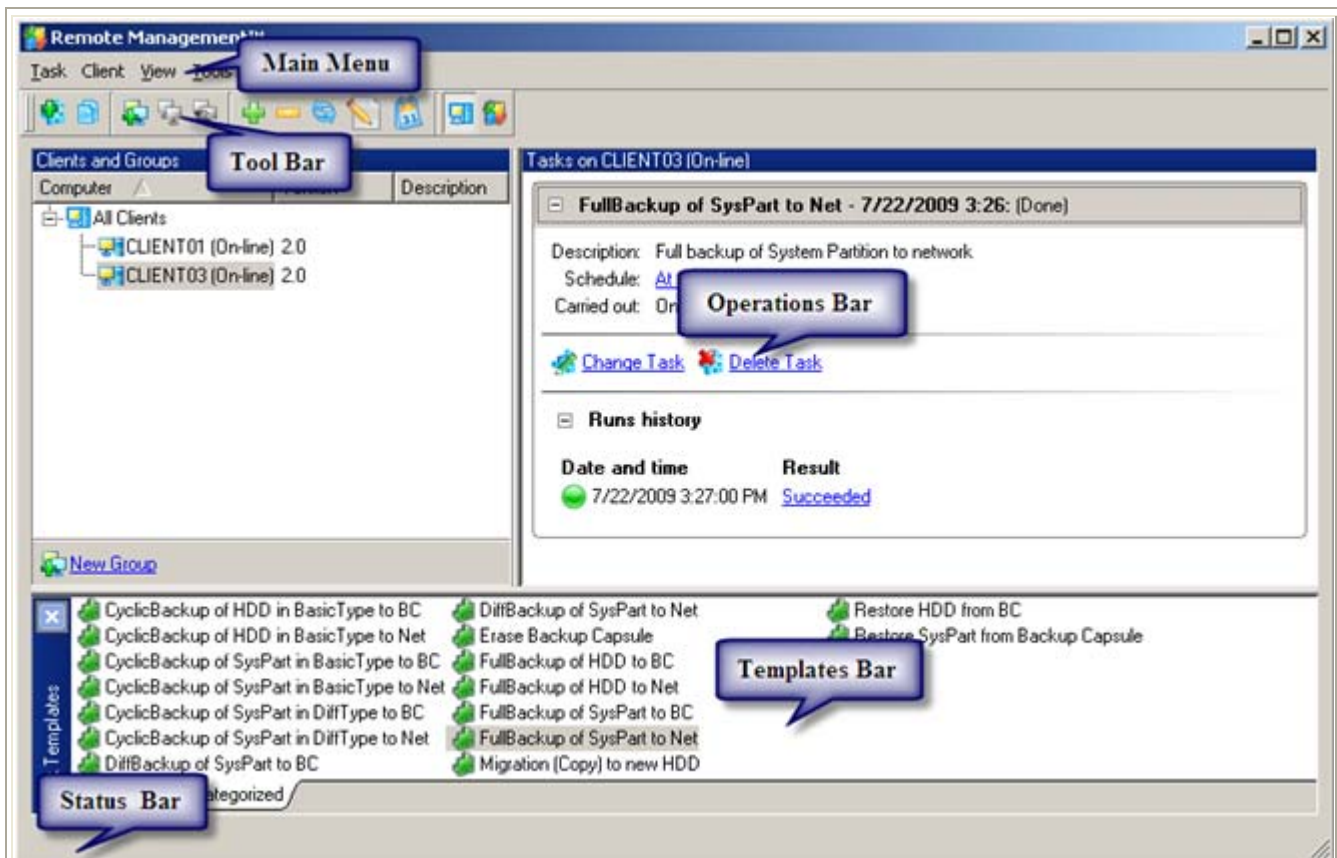 Remote Management
Main Menu
Task Client View Tools
Tool Bar
Clients and Groups
Computer
Description
All Clients
CLIENT01 (On-line) 2.0
CLIENT03 (On-line) 2.0
New Group
Tasks on CLIENT03 (On-line)
FullBackup of SysPart to Net - 7/22/2009 3:26: (Done)
Description: Full backup of System Partition to network
Schedule: At
Carried out:
Operations Bar
Change Task Delete Task
Runs history
Date and time Result
7/22/2009 3:27:00 PM Succeeded
Templates
CyclicBackup of HDD in BasicType to BC
CyclicBackup of HDD in BasicType to Net
CyclicBackup of SysPart in BasicType to BC
CyclicBackup of SysPart in BasicType to Net
CyclicBackup of SysPart in DiffType to BC
CyclicBackup of SysPart in DiffType to Net
DiffBackup of SysPart to BC
DiffBackup of SysPart to Net
Erase Backup Capsule
FullBackup of HDD to BC
FullBackup of HDD to Net
FullBackup of SysPart to BC
FullBackup of SysPart to Net
Migration (Copy) to new HDD
Restore HDD from BC
Restore SysPart from Backup Capsule
Templates Bar
Status Bar